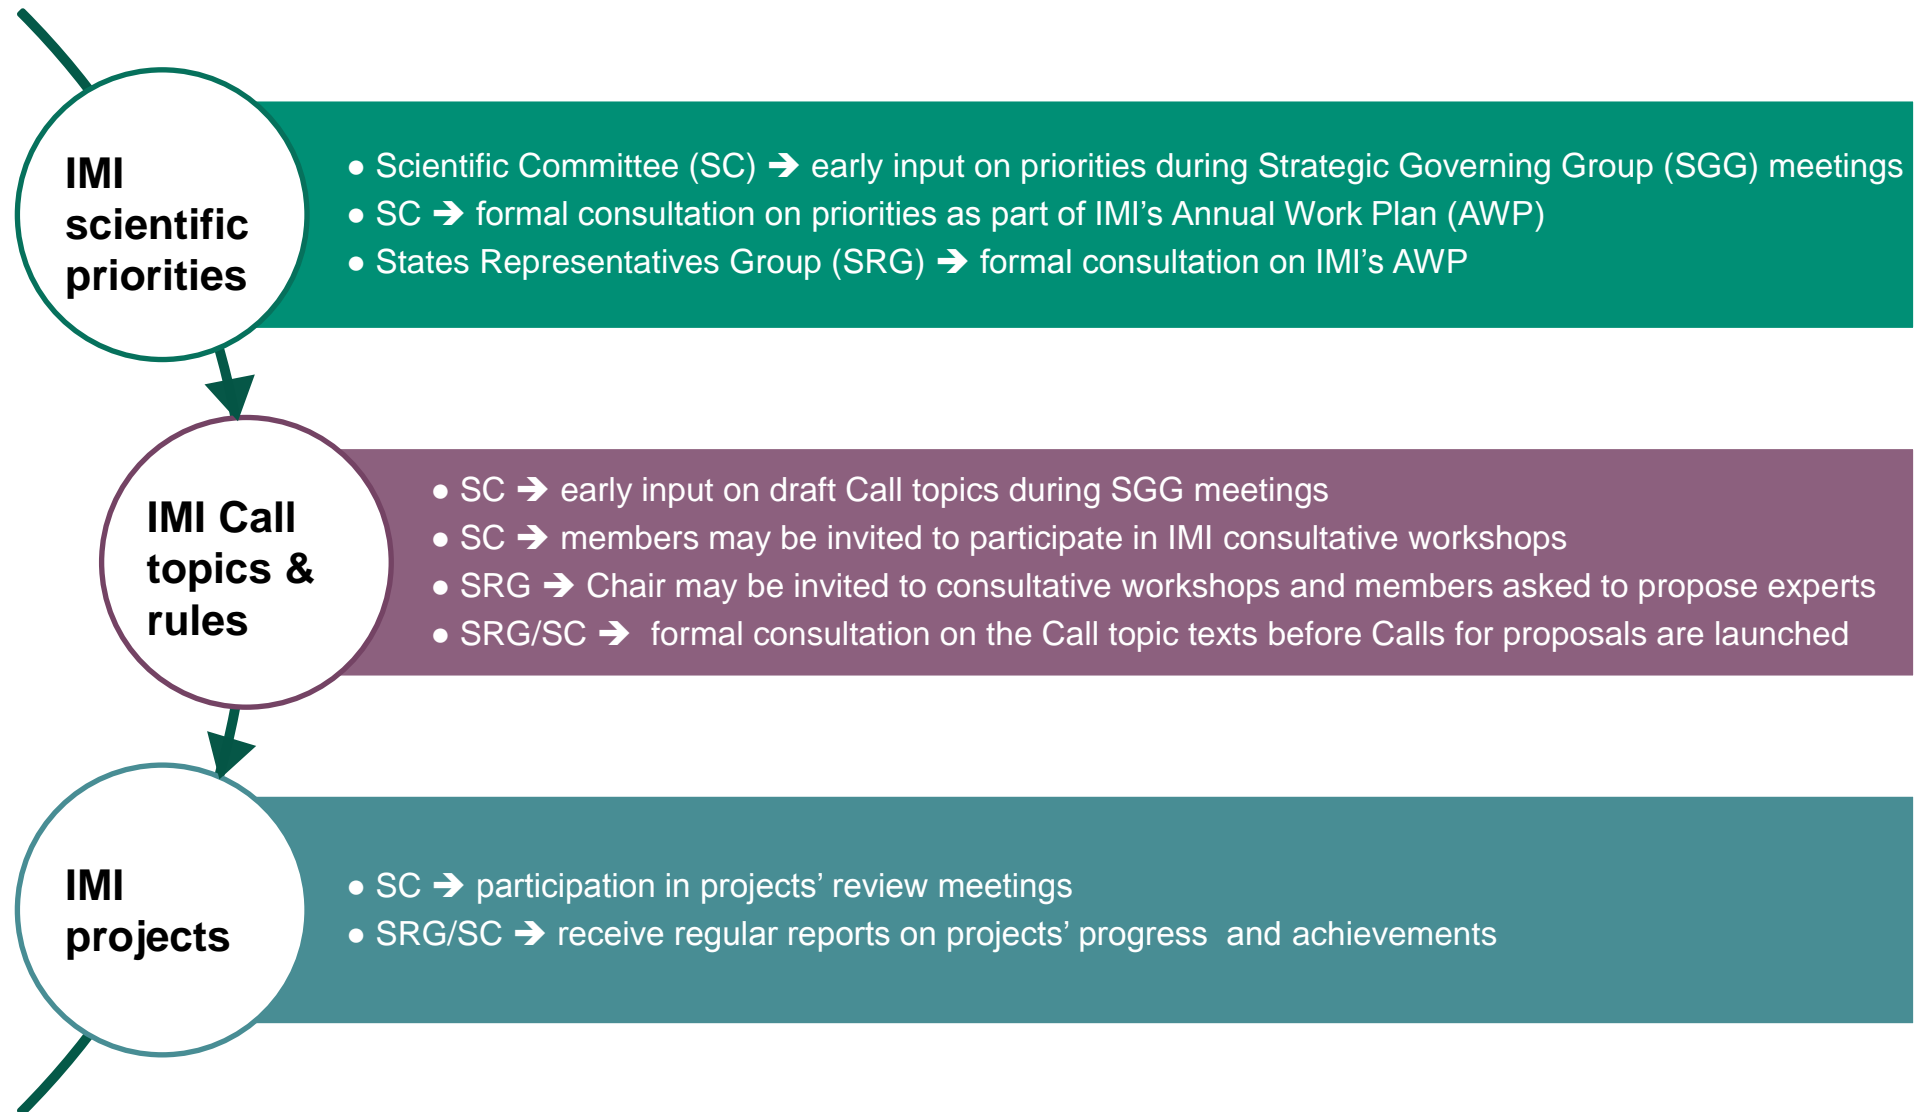 IMI
scientific
priorities
● Scientific Committee (SC) ➔ early input on priorities during Strategic Governing Group (SGG) meetings
● SC ➔ formal consultation on priorities as part of IMI’s Annual Work Plan (AWP)
● States Representatives Group (SRG) ➔ formal consultation on IMI’s AWP
IMI Call
topics &
rules
● SC ➔ early input on draft Call topics during SGG meetings
● SC ➔ members may be invited to participate in IMI consultative workshops
● SRG ➔ Chair may be invited to consultative workshops and members asked to propose experts
● SRG/SC ➔ formal consultation on the Call topic texts before Calls for proposals are launched
IMI
projects
● SC ➔ participation in projects’ review meetings
● SRG/SC ➔ receive regular reports on projects’ progress and achievements